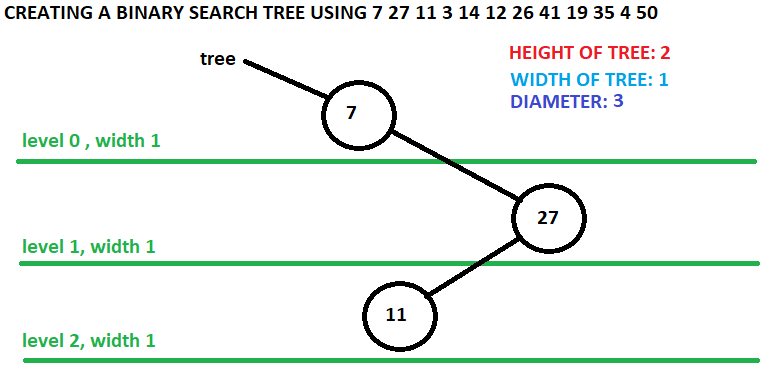 CREATING A BINARY SEARCH TREE USING 7 27 11 3 14 12 26 41 19 35 4 50
tree
HEIGHT OF TREE: 2
WIDTH OF TREE: 1
DIAMETER: 3
7
level 0 , width 1
27
level 1, width 1
11
level 2, width 1